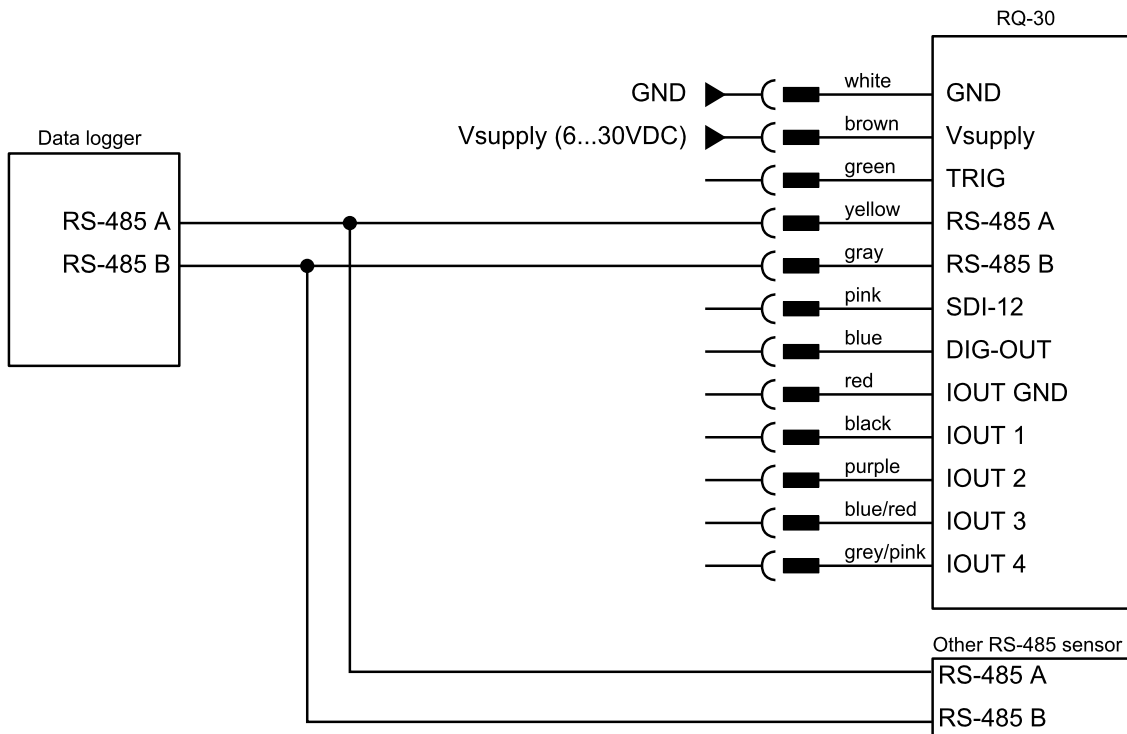 RQ-30
GND
white
GND
Data logger
Vsupply (6...30VDC)
brown
Vsupply
green
TRIG
RS-485 A
yellow
RS-485 A
RS-485 B
gray
RS-485 B
pink
SDI-12
blue
DIG-OUT
red
IOUT GND
black
IOUT 1
purple
IOUT 2
blue/red
IOUT 3
grey/pink
IOUT 4
Other RS-485 sensor
RS-485 A
RS-485 B